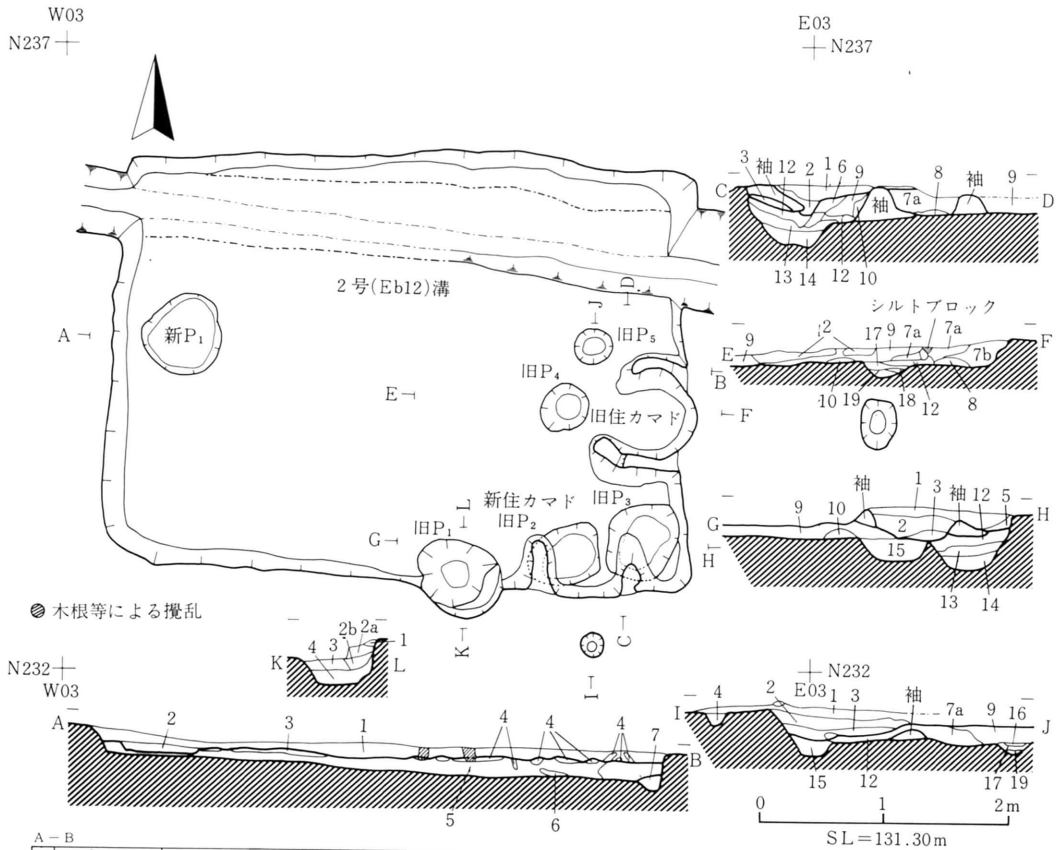 W03
N237
E03
N237
3 袖 12 2 1 6 9 袖 7a 8 袖 9
C
D
13 14 12 10
2号(Eb12)溝
D
J
シルトブロック
A
新P₁
旧P₅
9 2 17 9 7a 7a 7b
E
F
B
10 19 18 12 8
旧P₄
E
旧住カマド
F
袖 1 3 袖 12 5
新住カマド
旧P₃
L
旧P₁
旧P₂
G
H
G
9 10 2
H
15
13 14
木根等による攪乱
K
C
I
4 3 2b 2a 1
K
L
N232
W03
N232
E03
A
2 3 1 4 4 4 7
B
5 6
I
4 2 1 3 袖 7a 9 16
J
15 12 17 19
0 1 2m
SL=131.30m
A-B